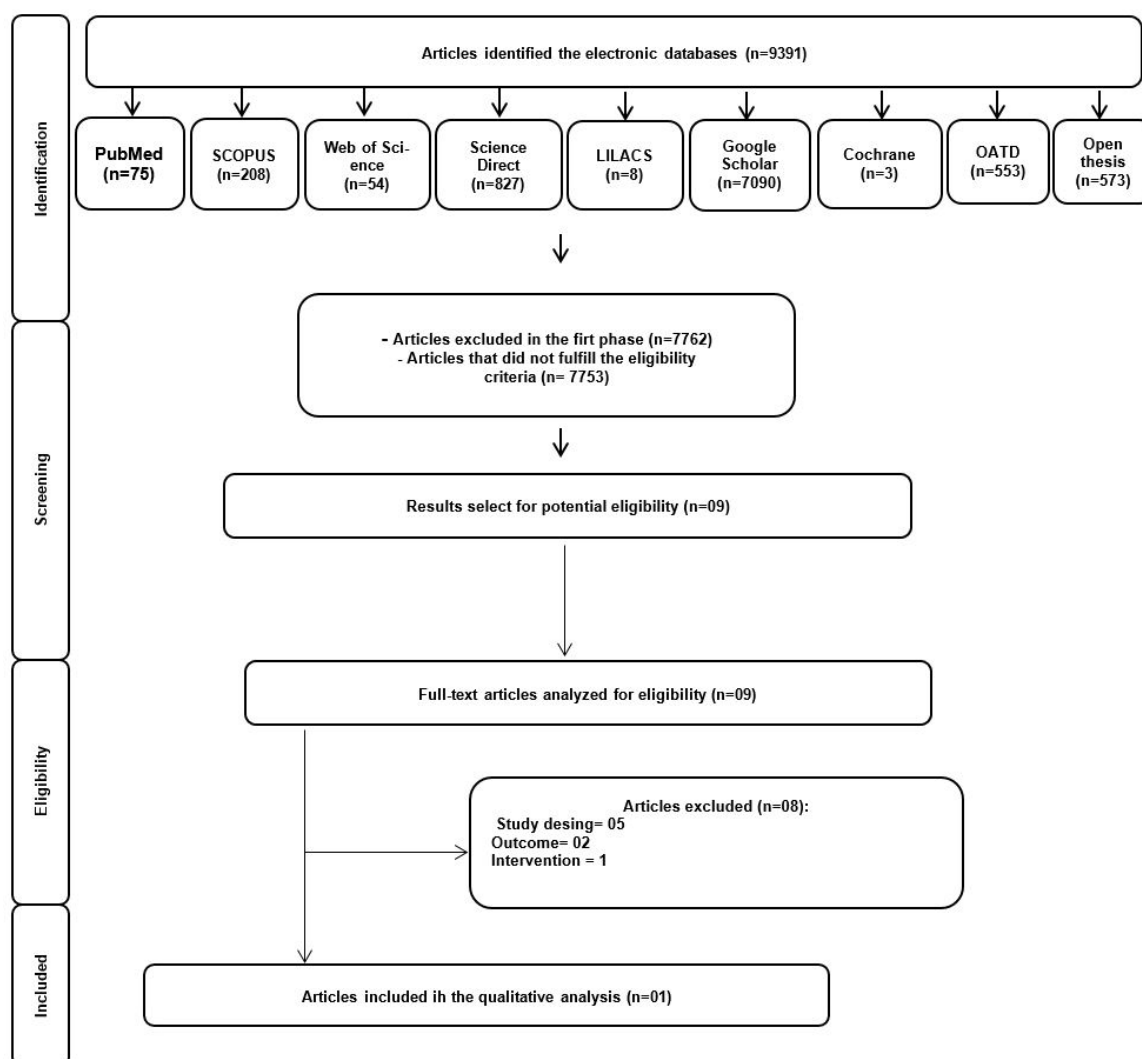 Identification
Articles identified the electronic databases (n=9391)
PubMed
(n=75)
SCOPUS
(n=208)
Web of Sci-
ence
(n=54)
Science
Direct
(n=827)
LILACS
(n=8)
Google
Scholar
(n=7090)
Cochrane
(n=3)
OATD
(n=553)
Open
thesis
(n=573)
Screening
- Articles excluded in the firt phase (n=7762)
- Articles that did not fulfill the eligibility
criteria (n= 7753)
Results select for potential eligibility (n=09)
Eligibility
Full-text articles analyzed for eligibility (n=09)
Articles excluded (n=08):
Study desing= 05
Outcome= 02
Intervention = 1
Included
Articles included ih the qualitative analysis (n=01)